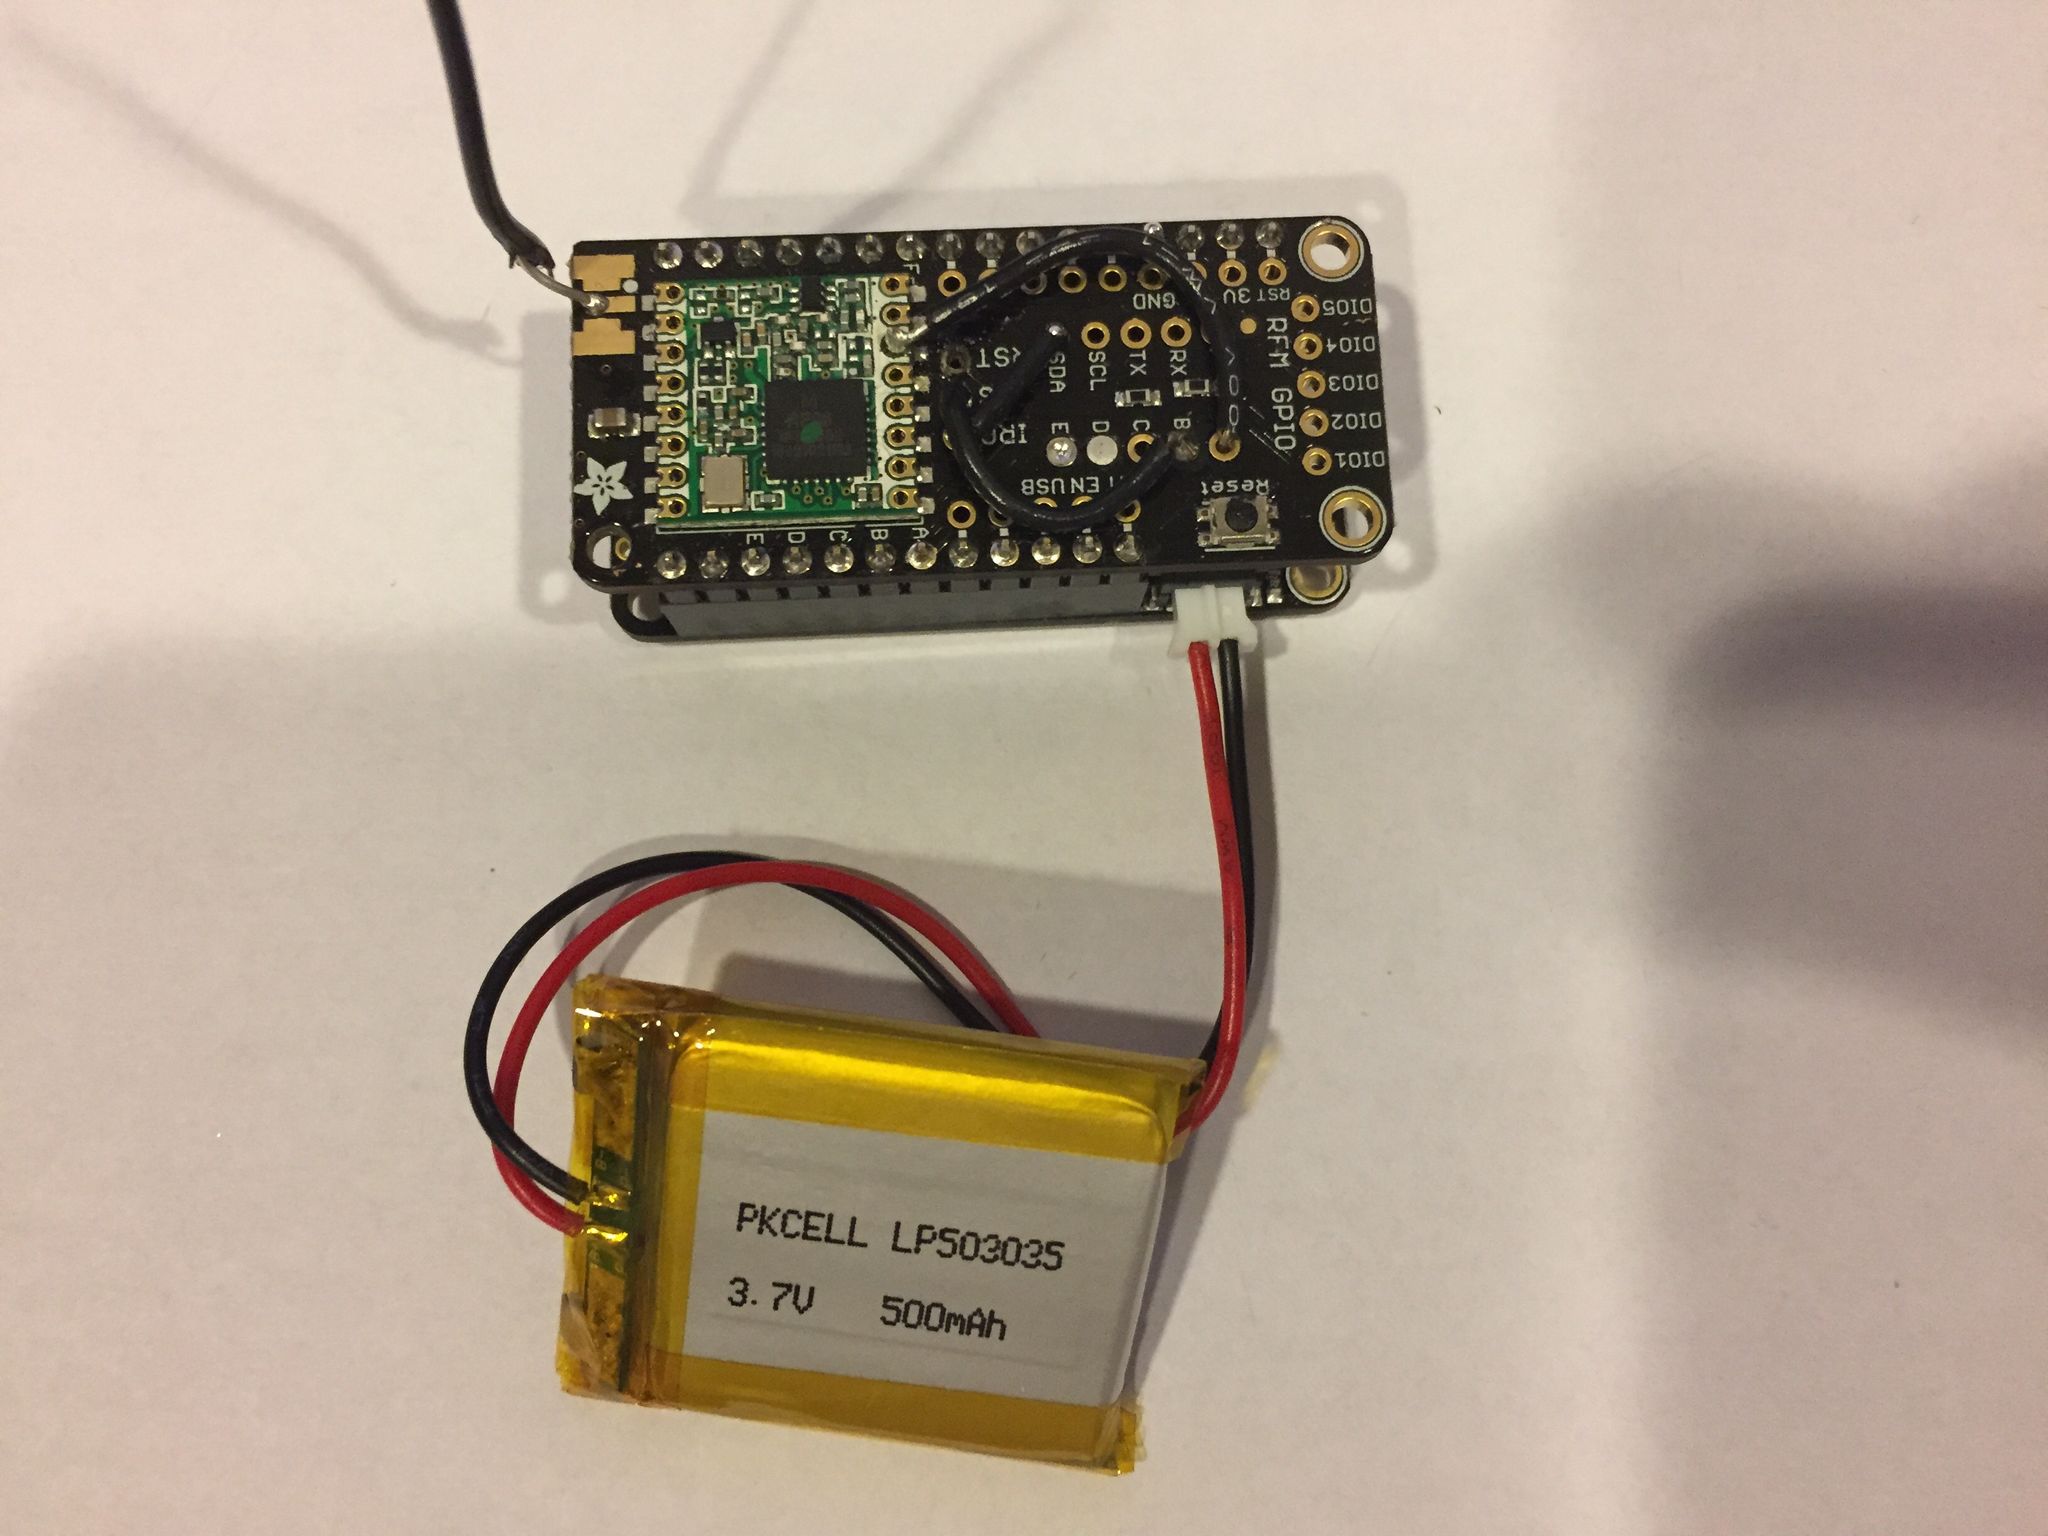 GND
3V
RST
DIO5
DIO4
DIO3
DIO2
DIO1
RFM GPIO
RX
TX
SCL
SDA
B
C
D
E
USB
EN
Reset
E
D
C
B
A
PKCELL LP503035
3.7V 500mAh